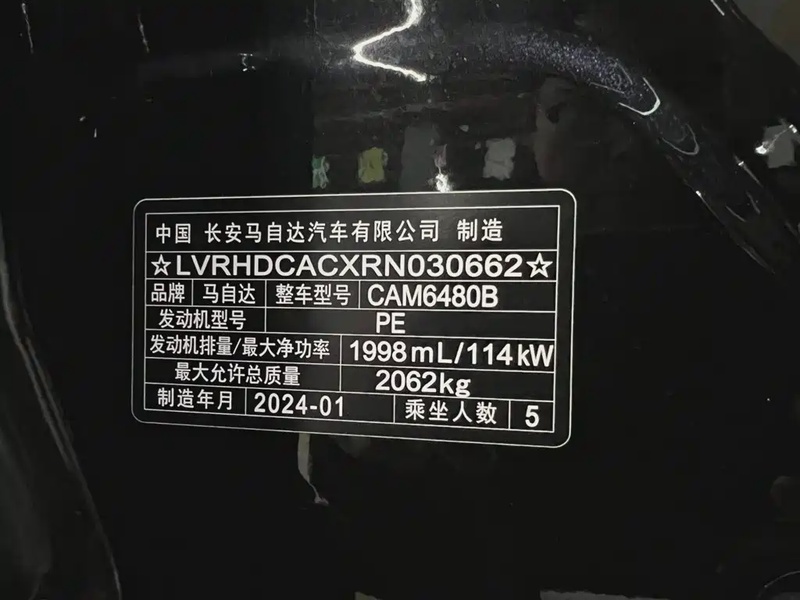 中国 长安马自达汽车有限公司 制造
☆LVRHDCACXRN030662☆
品牌 马自达 整车型号 CAM6480B
发动机型号 PE
发动机排量/最大净功率 1998mL/114kW
最大允许总质量 2062kg
制造年月 2024-01 乘坐人数 5